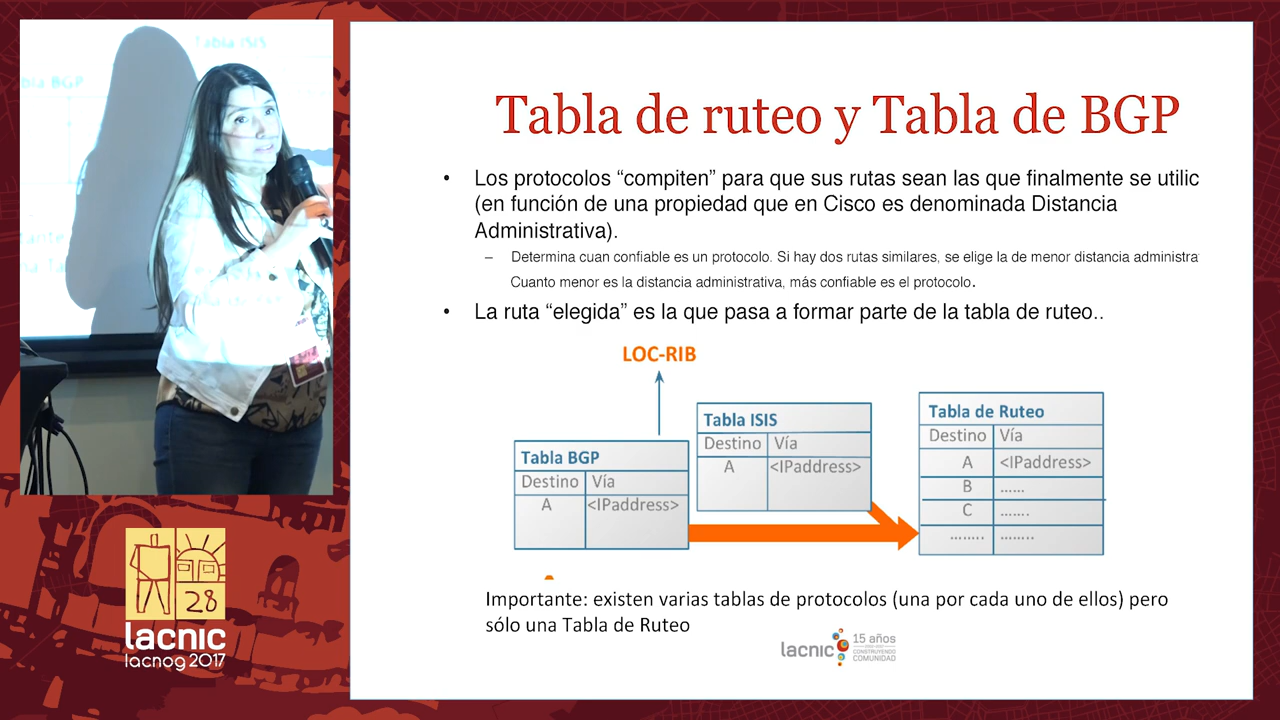 Tabla ISIS
Tabla de ruteo y Tabla de BGP
• Los protocolos “compiten” para que sus rutas sean las que finalmente se utilic
(en función de una propiedad que en Cisco es denominada Distancia
Administrativa).
– Determina cuan confiable es un protocolo. Si hay dos rutas similares, se elige la de menor distancia administra
Cuanto menor es la distancia administrativa, más confiable es el protocolo.
• La ruta “elegida” es la que pasa a formar parte de la tabla de ruteo..
LOC-RIB
Tabla BGP
Destino Vía
A <IPaddress>
Tabla ISIS
Destino Vía
A <IPaddress>
Tabla de Ruteo
Destino Vía
A <IPaddress>
B ......
C .......
........ ........
Importante: existen varias tablas de protocolos (una por cada uno de ellos) pero
sólo una Tabla de Ruteo
lacnic
15 años
CONSTRUYENDO
COMUNIDAD
28
lacnic
lacnog 2017